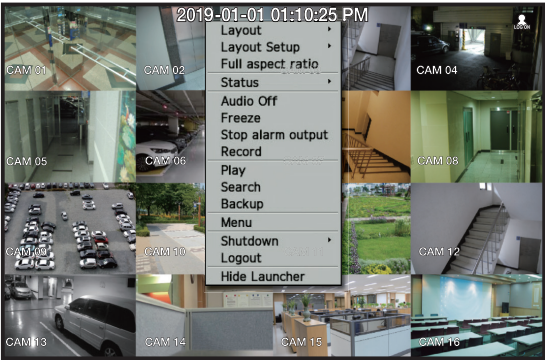 2019-01-01 01:10:25 PM
LOG ON
CAM 01
CAM 02
CAM 04
Layout
Layout Setup
Full aspect ratio
Status
Audio Off
Freeze
Stop alarm output
Record
Play
Search
Backup
Menu
Shutdown
Logout
Hide Launcher
CAM 05
CAM 06
CAM 08
CAM 09
CAM 10
CAM 12
CAM 13
CAM 14
CAM 15
CAM 16